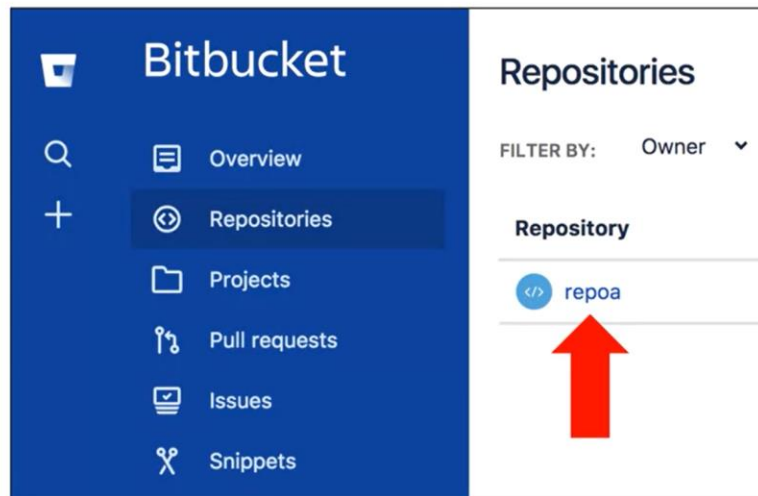 Bitbucket
Overview
Repositories
Projects
Pull requests
Issues
Snippets
Repositories
FILTER BY: Owner
Repository
repoa